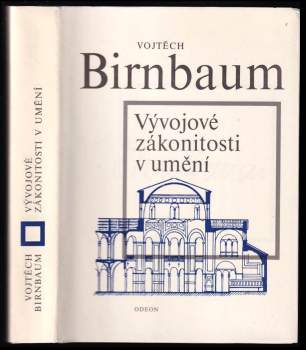 VOJTĚCH
Birnbaum
Vývojové
zákonitosti
v umění
ODEON
VOJTĚCH
BIRNBAUM
VÝVOJOVÉ
ZÁKONITOSTI V UMĚNÍ